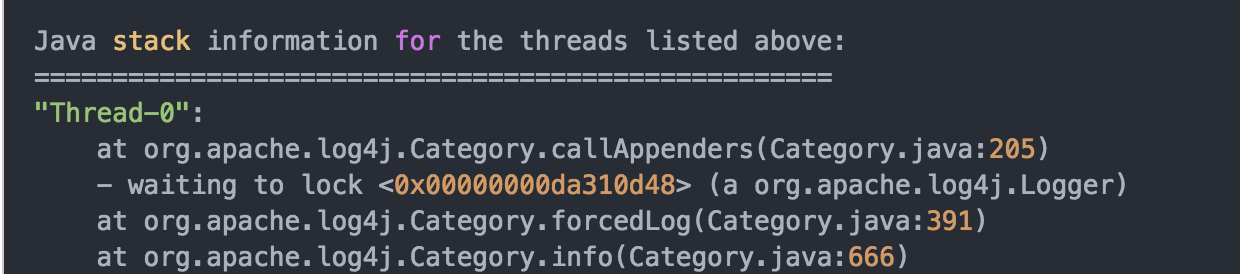 Java stack information for the threads listed above:
===================================================
"Thread-0":
at org.apache.log4j.Category.callAppenders(Category.java:205)
- waiting to lock <0x00000000da310d48> (a org.apache.log4j.Logger)
at org.apache.log4j.Category.forcedLog(Category.java:391)
at org.apache.log4j.Category.info(Category.java:666)